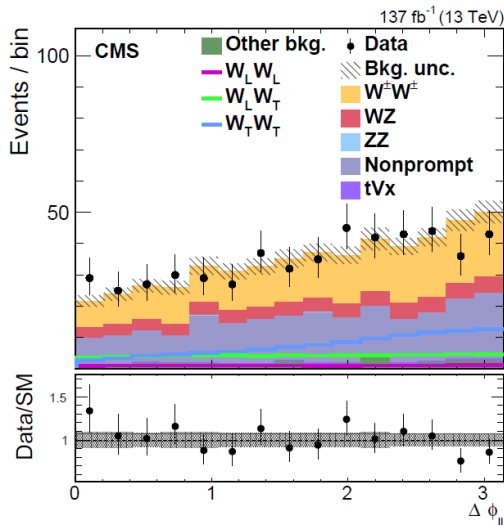 137 fb⁻¹ (13 TeV)
CMS
Other bkg.
W_L W_L
W_L W_T
W_T W_T
Data
Bkg. unc.
W^± W^±
WZ
ZZ
Nonprompt
tVx
Events / bin
100
50
Data/SM
1.5
1
0
1
2
3
Δ ϕ_ll